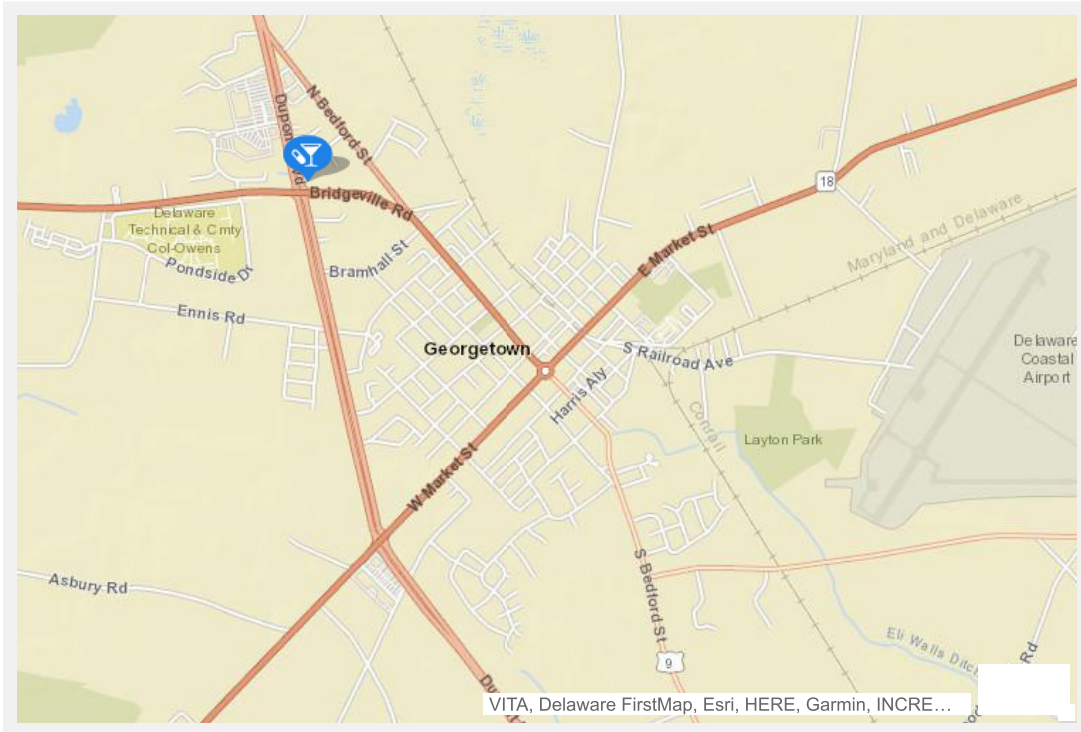 N Bedford St
Bridgeville Rd
18
Delaware
Technical & Cmty
Col-Owens
E Market St
Maryland and Delaware
Bramhall St
Pondside Dr
Ennis Rd
Georgetown
S Railroad Ave
Delaware
Coastal
Airport
Harris Aly
Conrail
Layton Park
W Market St
Asbury Rd
S Bedford St
Eli Walls Ditch
9
Rd
VITA, Delaware FirstMap, Esri, HERE, Garmin, INCRE…